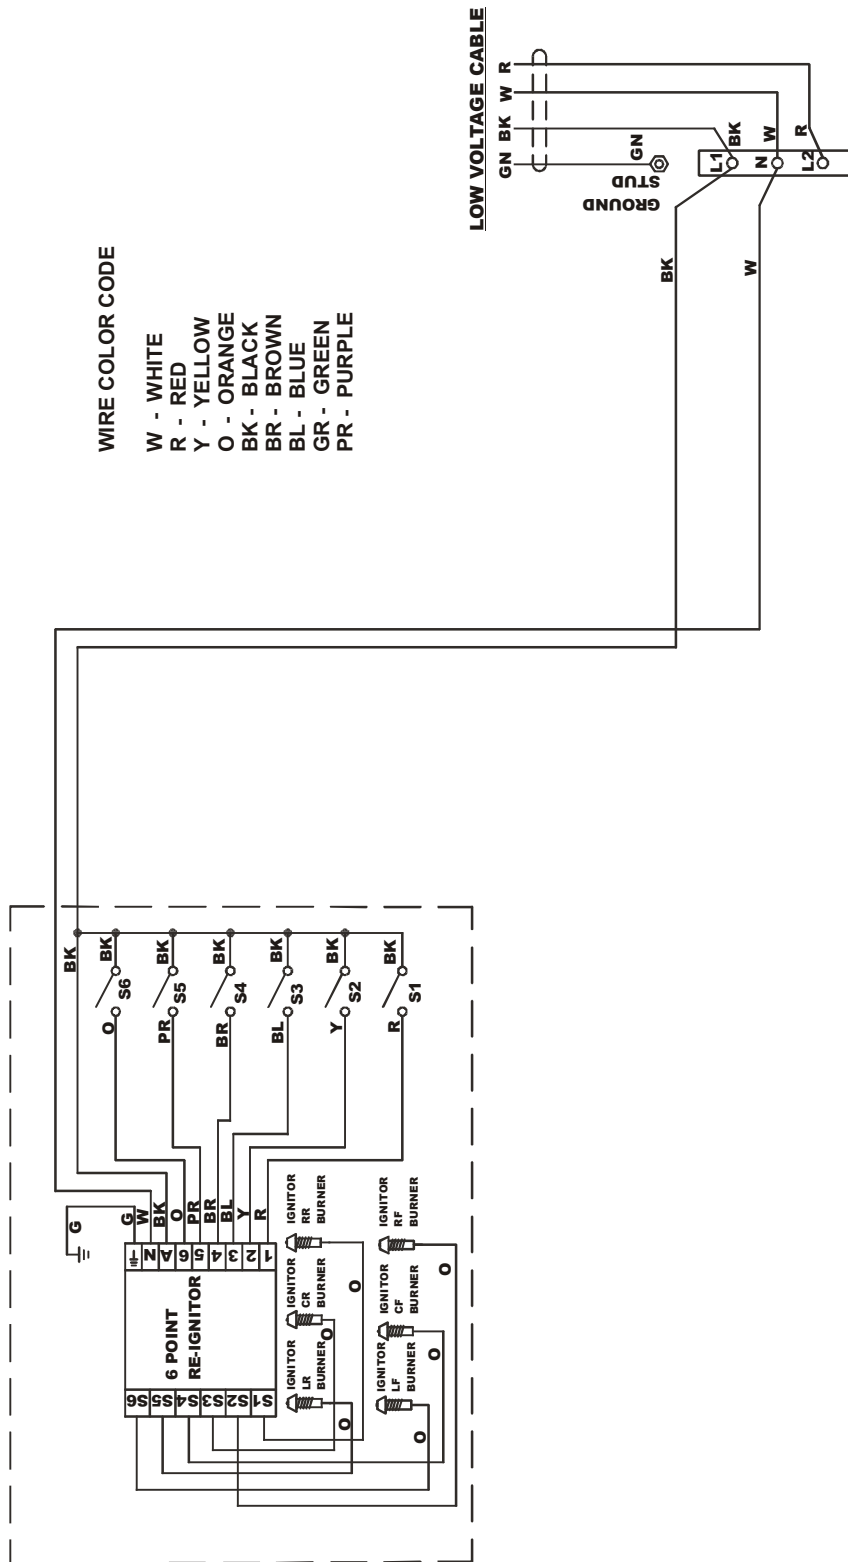 LOW VOLTAGE CABLE
GN BK W R
GN
GROUND
STUD
BK
W
R
L1
N
L2
BK
W
WIRE COLOR CODE
W - WHITE
R - RED
Y - YELLOW
O - ORANGE
BK - BLACK
BR - BROWN
BL - BLUE
GR - GREEN
PR - PURPLE
BK
BK
BK
BK
BK
BK
BK
S6
S5
S4
S3
S2
S1
O
PR
BR
BL
Y
R
G
G
W
BK
O
PR
BR
BL
Y
R
N
A
6
5
4
3
2
1
6 POINT
RE-IGNITOR
S6
S5
S4
S3
S2
S1
IGNITOR
RR
BURNER
IGNITOR
CR
BURNER
IGNITOR
LR
BURNER
IGNITOR
RF
BURNER
IGNITOR
CF
BURNER
IGNITOR
LF
BURNER
O
O
O
O
O
O